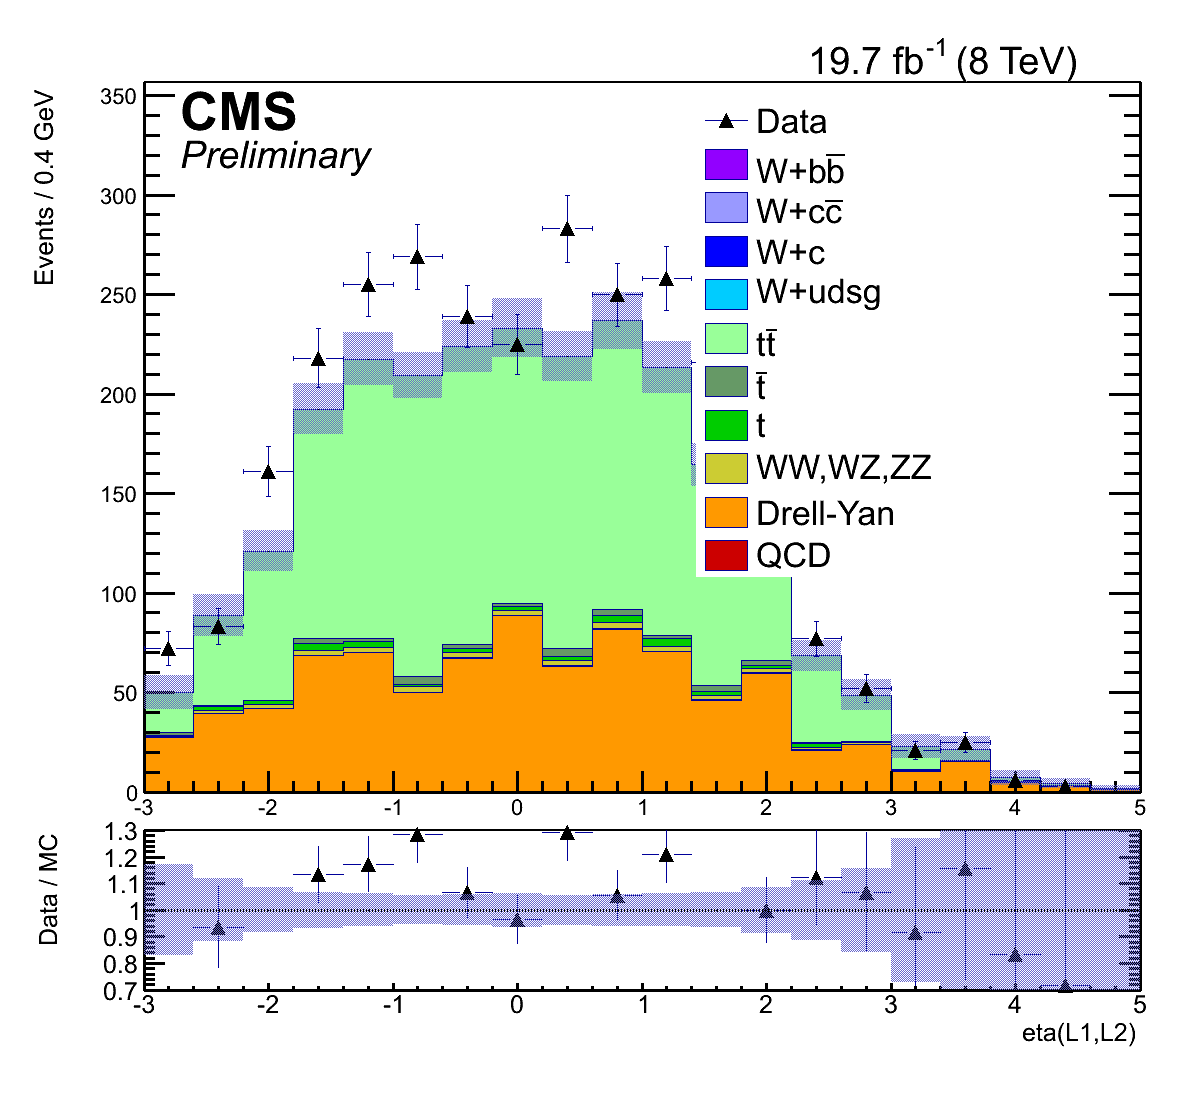 19.7 fb⁻¹ (8 TeV)
Events / 0.4 GeV
CMS
Preliminary
350
300
250
200
150
100
50
0
Data
W+bb̅
W+cc̅
W+c
W+udsg
tt̅
t̅
t
WW,WZ,ZZ
Drell-Yan
QCD
-3 -2 -1 0 1 2 3 4 5
Data / MC
1.3
1.2
1.1
1
0.9
0.8
0.7
-3 -2 -1 0 1 2 3 4 5
eta(L1,L2)